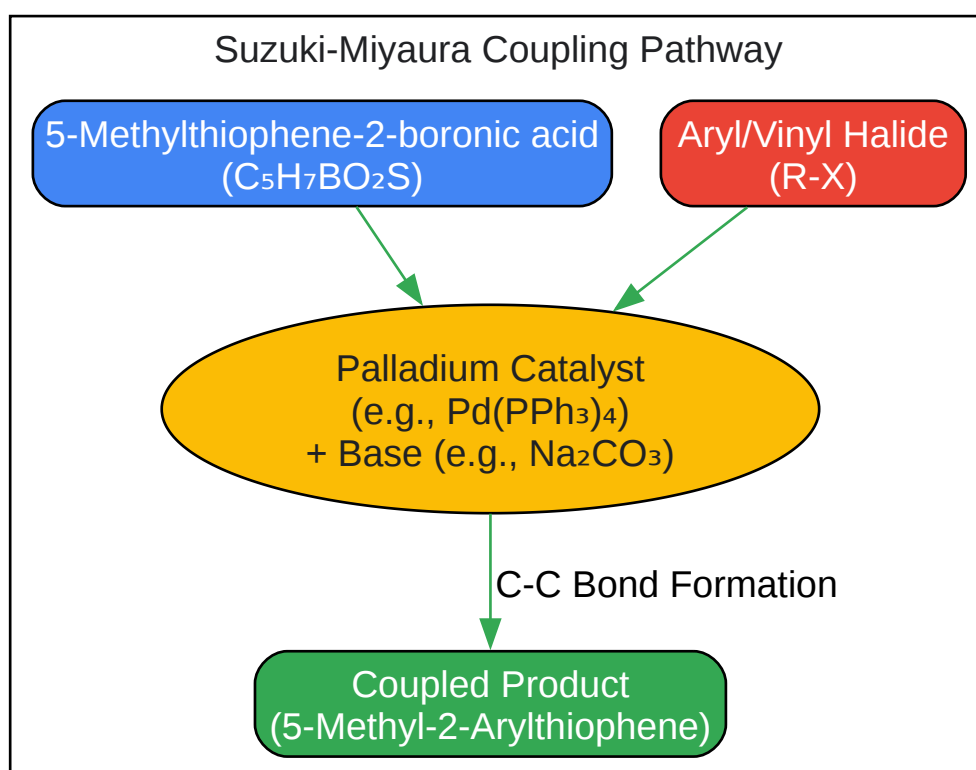 Suzuki-Miyaura Coupling Pathway
5-Methylthiophene-2-boronic acid
(C₅H₇BO₂S)
Aryl/Vinyl Halide
(R-X)
Palladium Catalyst
(e.g., Pd(PPh₃)₄)
+ Base (e.g., Na₂CO₃)
C-C Bond Formation
Coupled Product
(5-Methyl-2-Arylthiophene)